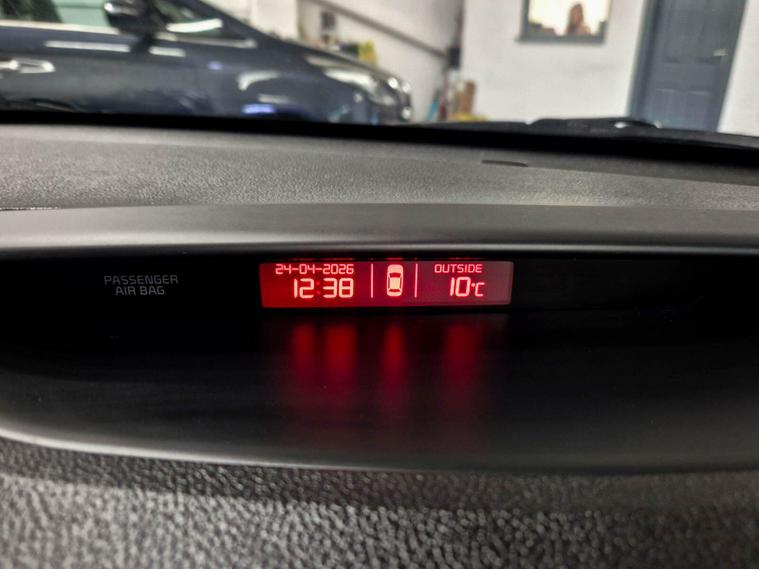 PASSENGER
AIR BAG
24-04-2026
12:38
OUTSIDE
10°C